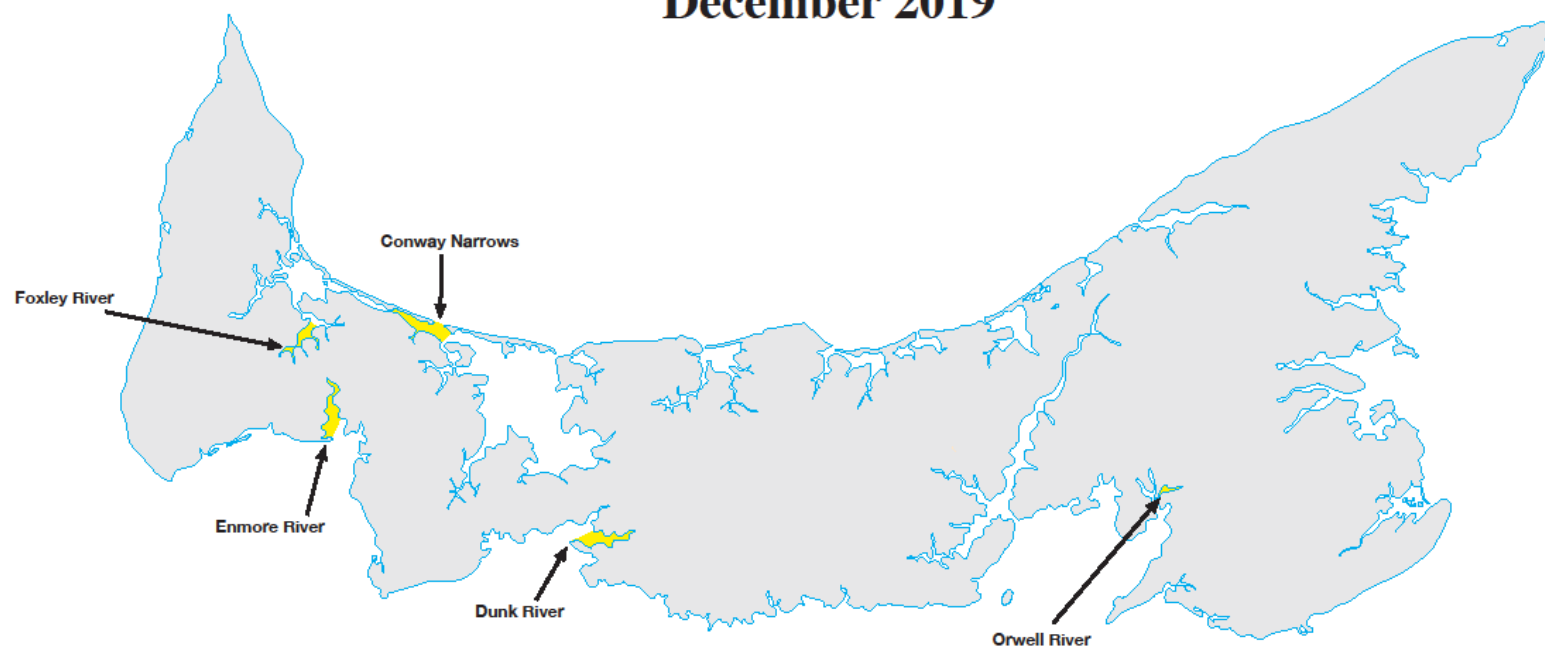 December 2019
Conway Narrows
Foxley River
Enmore River
Dunk River
Orwell River